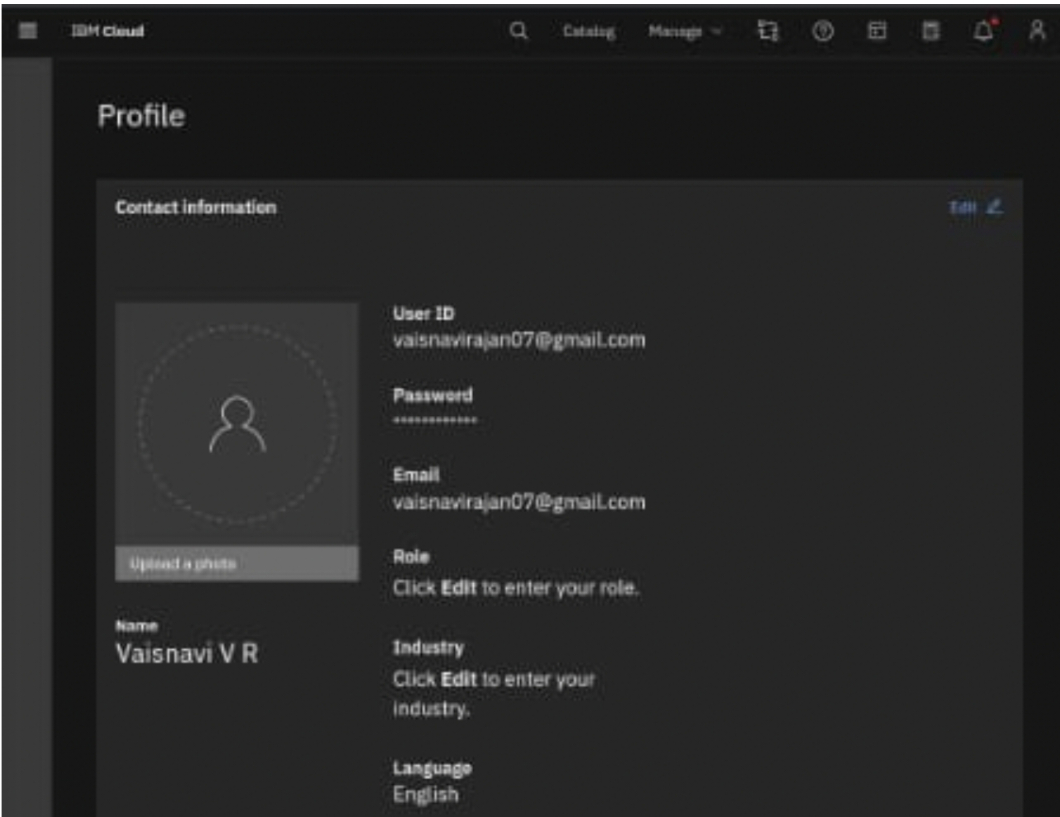 IBM Cloud
Catalog
Manage
Profile
Contact information
Edit
User ID
vaisnavirajan07@gmail.com
Password
••••••••••••
Email
vaisnavirajan07@gmail.com
Upload a photo
Role
Click Edit to enter your role.
Name
Vaisnavi V R
Industry
Click Edit to enter your
industry.
Language
English